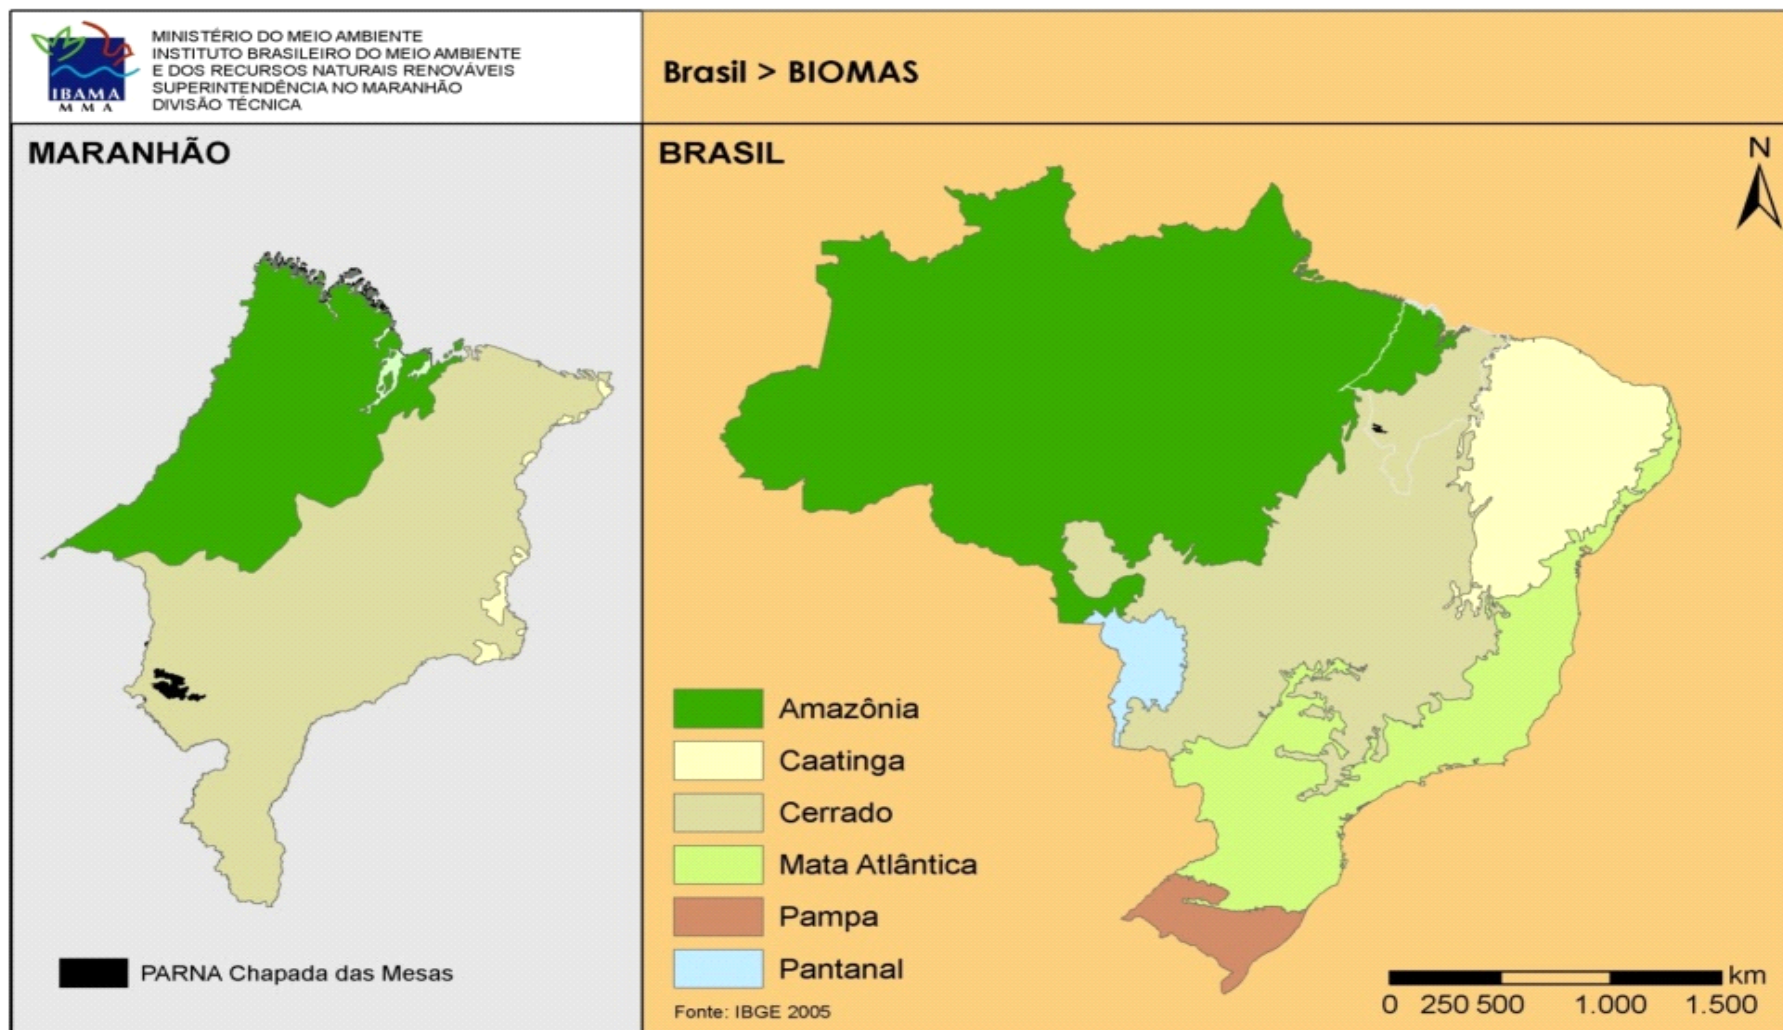 IBAMA
M M A
MINISTÉRIO DO MEIO AMBIENTE
INSTITUTO BRASILEIRO DO MEIO AMBIENTE
E DOS RECURSOS NATURAIS RENOVÁVEIS
SUPERINTENDÊNCIA NO MARANHÃO
DIVISÃO TÉCNICA
Brasil > BIOMAS
MARANHÃO
PARNA Chapada das Mesas
BRASIL
N
Amazônia
Caatinga
Cerrado
Mata Atlântica
Pampa
Pantanal
Fonte: IBGE 2005
km
0 250 500 1.000 1.500